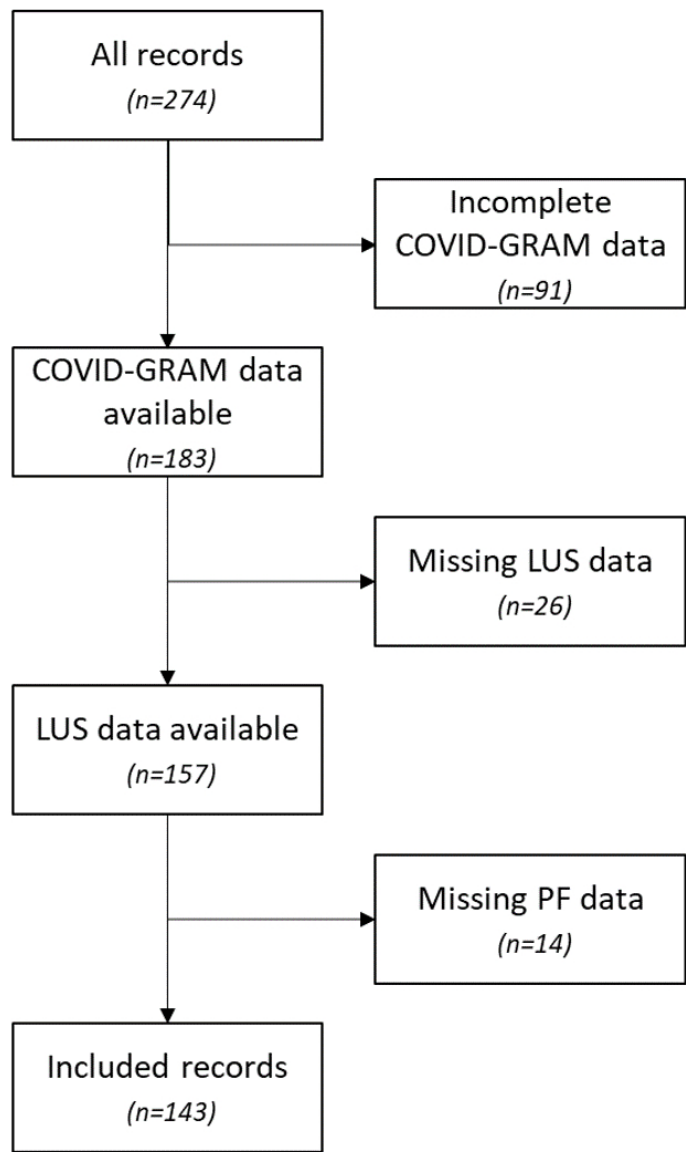 All records
(n=274)
Incomplete
COVID-GRAM data
(n=91)
COVID-GRAM data
available
(n=183)
Missing LUS data
(n=26)
LUS data available
(n=157)
Missing PF data
(n=14)
Included records
(n=143)